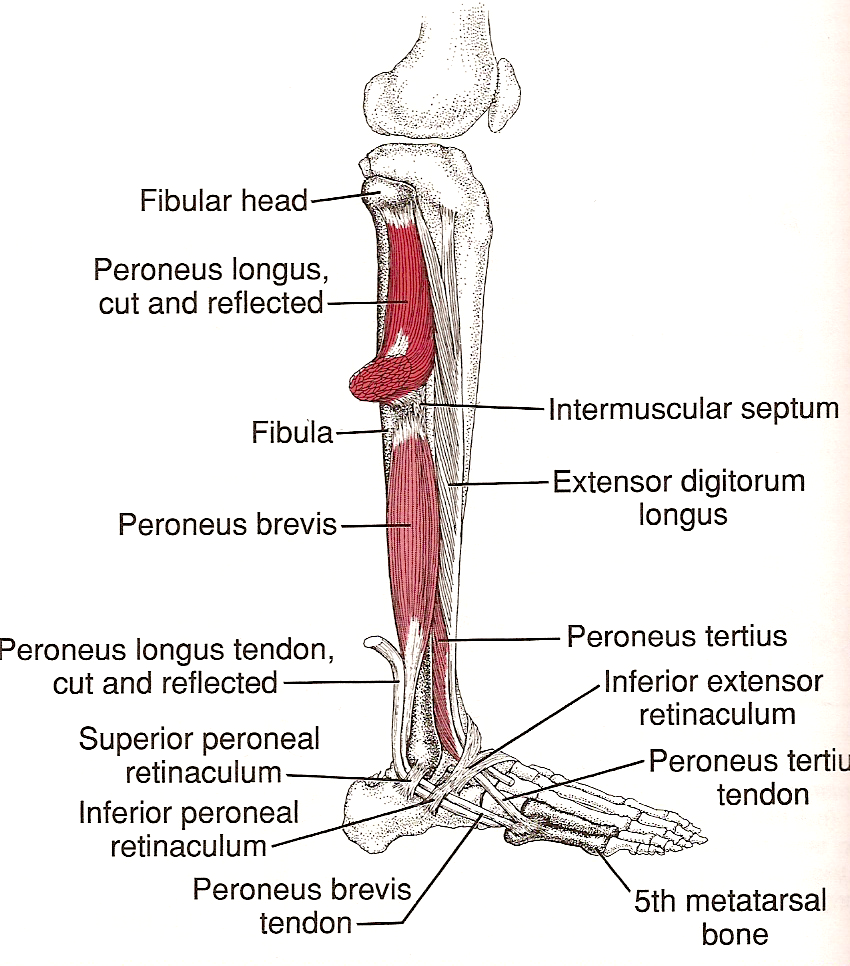 Fibular head
Peroneus longus,
cut and reflected
Intermuscular septum
Fibula
Extensor digitorum
longus
Peroneus brevis
Peroneus tertius
Peroneus longus tendon,
cut and reflected
Inferior extensor
retinaculum
Superior peroneal
retinaculum
Peroneus tertiu
tendon
Inferior peroneal
retinaculum
Peroneus brevis
tendon
5th metatarsal
bone